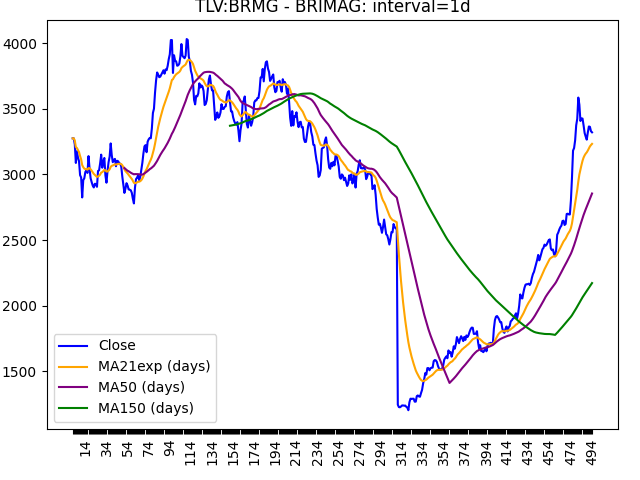 TLV:BRMG - BRIMAG: interval=1d
4000
3500
3000
2500
2000
1500
Close
MA21exp (days)
MA50 (days)
MA150 (days)
14 34 54 74 94 114 134 154 174 194 214 234 254 274 294 314 334 354 374 394 414 434 454 474 494